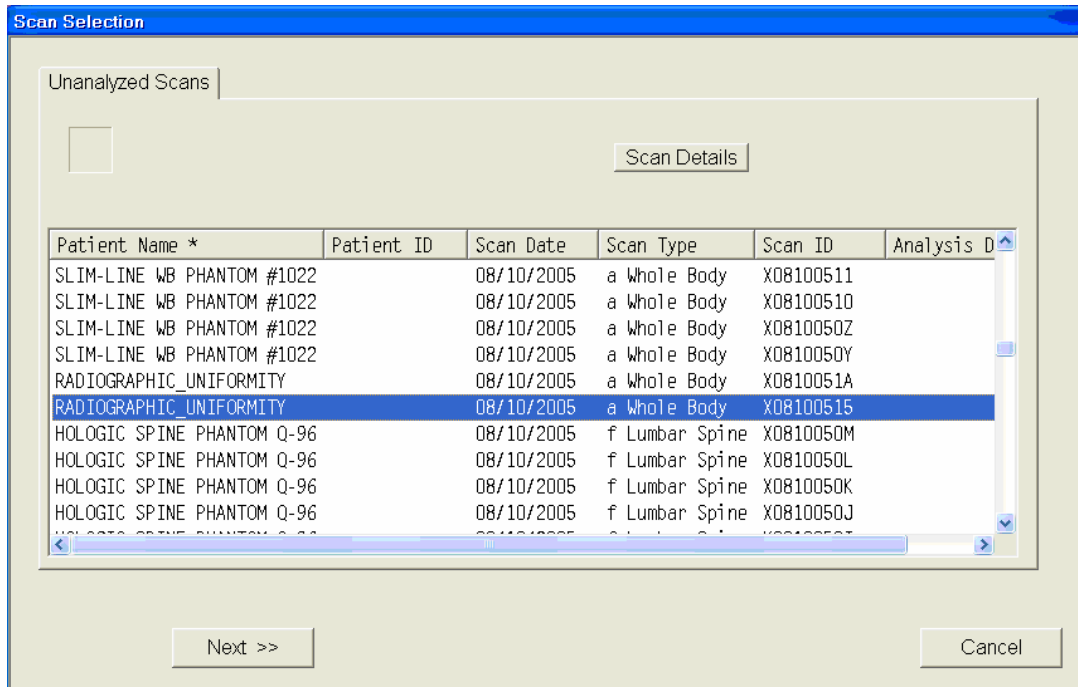 Scan Selection
Unanalyzed Scans
Scan Details
Patient Name * Patient ID Scan Date Scan Type Scan ID Analysis D
SLIM-LINE WB PHANTOM #1022 08/10/2005 a Whole Body X08100511
SLIM-LINE WB PHANTOM #1022 08/10/2005 a Whole Body X08100510
SLIM-LINE WB PHANTOM #1022 08/10/2005 a Whole Body X0810050Z
SLIM-LINE WB PHANTOM #1022 08/10/2005 a Whole Body X0810050Y
RADIOGRAPHIC_UNIFORMITY 08/10/2005 a Whole Body X0810051A
RADIOGRAPHIC_UNIFORMITY 08/10/2005 a Whole Body X08100515
HOLOGIC SPINE PHANTOM Q-96 08/10/2005 f Lumbar Spine X0810050M
HOLOGIC SPINE PHANTOM Q-96 08/10/2005 f Lumbar Spine X0810050L
HOLOGIC SPINE PHANTOM Q-96 08/10/2005 f Lumbar Spine X0810050K
HOLOGIC SPINE PHANTOM Q-96 08/10/2005 f Lumbar Spine X0810050J
Next >> Cancel